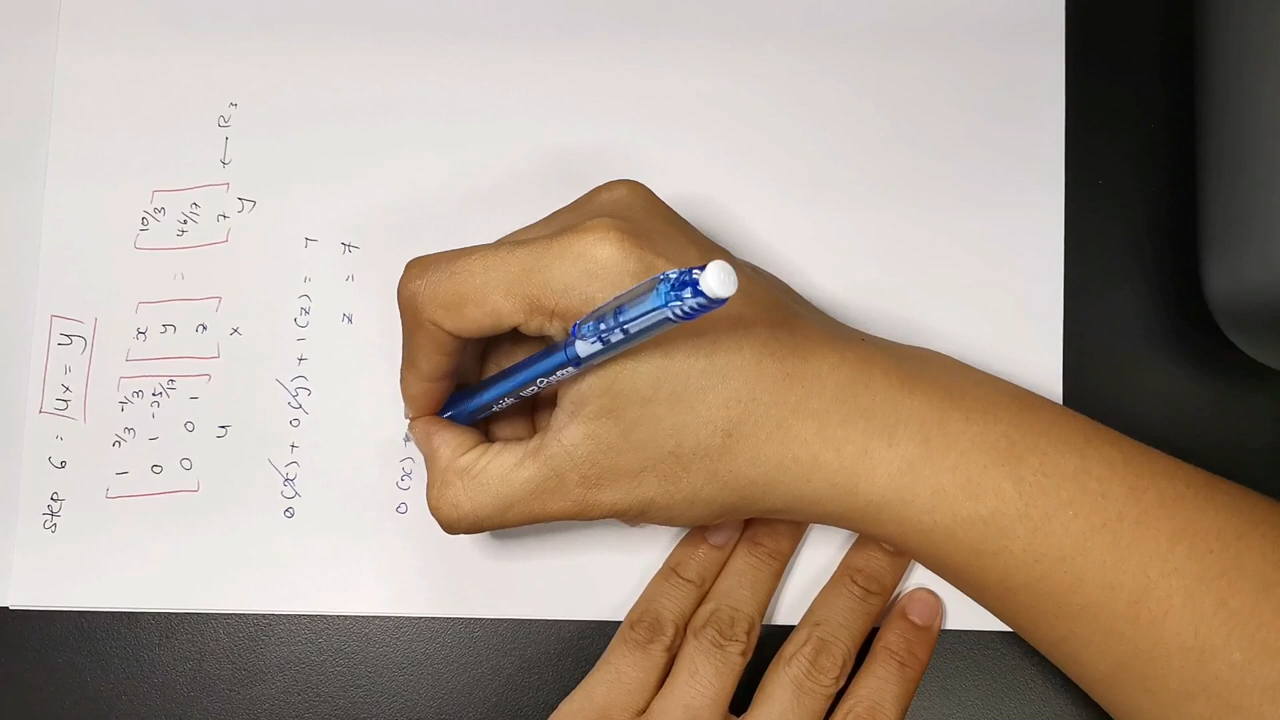 Step 6 : Ux = y
[1 2/3 -1/3] [x] = [10/3]
[0 1 -25/17] [y] [46/17]
[0 0 1] [z] [7] ← R3
U x y
0(x) + 0(y) + 1(z) = 7
z = 7
0(x) +